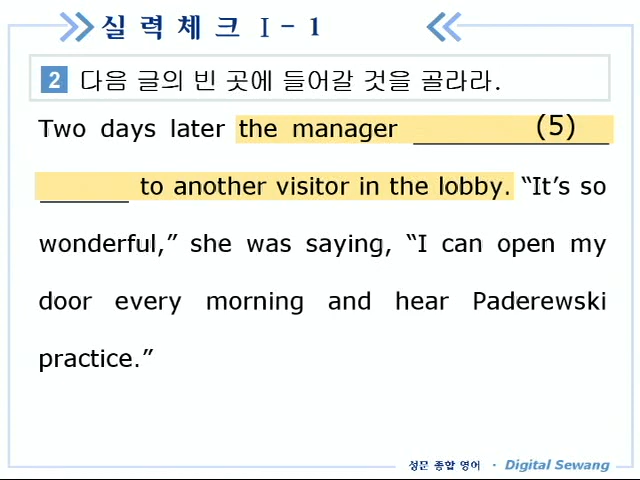 실력체크 I - 1
2 다음 글의 빈 곳에 들어갈 것을 골라라.
Two days later the manager ______(5)______
______ to another visitor in the lobby. “It’s so
wonderful,” she was saying, “I can open my
door every morning and hear Paderewski
practice.”
정문 종합 영어 · Digital Sewang